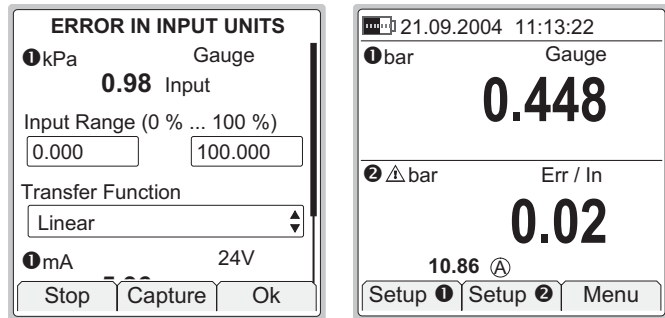 ERROR IN INPUT UNITS
❶kPa Gauge
0.98 Input
Input Range (0 % ... 100 %)
0.000 100.000
Transfer Function
Linear
❶mA 24V
Stop Capture Ok
21.09.2004 11:13:22
❶bar Gauge
0.448
❷⚠bar Err / In
0.02
10.86 Ⓐ
Setup ❶ Setup ❷ Menu